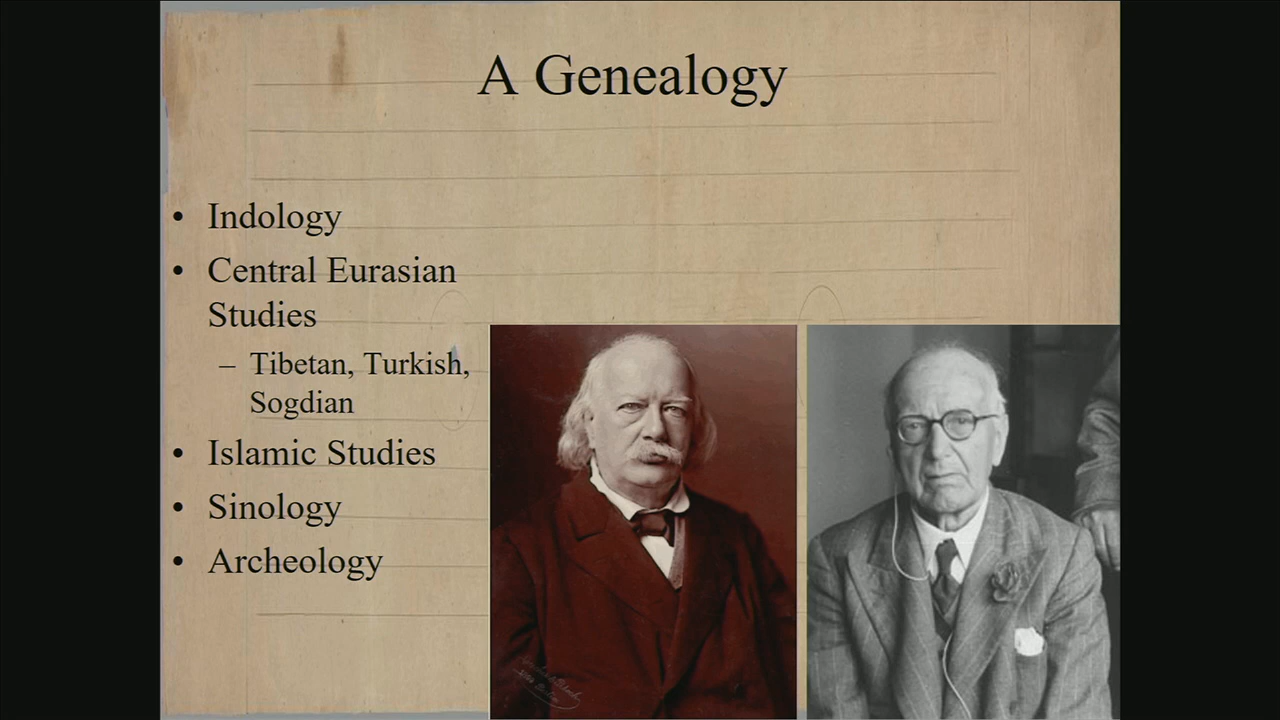 A Genealogy
• Indology
• Central Eurasian
Studies
– Tibetan, Turkish,
Sogdian
• Islamic Studies
• Sinology
• Archeology